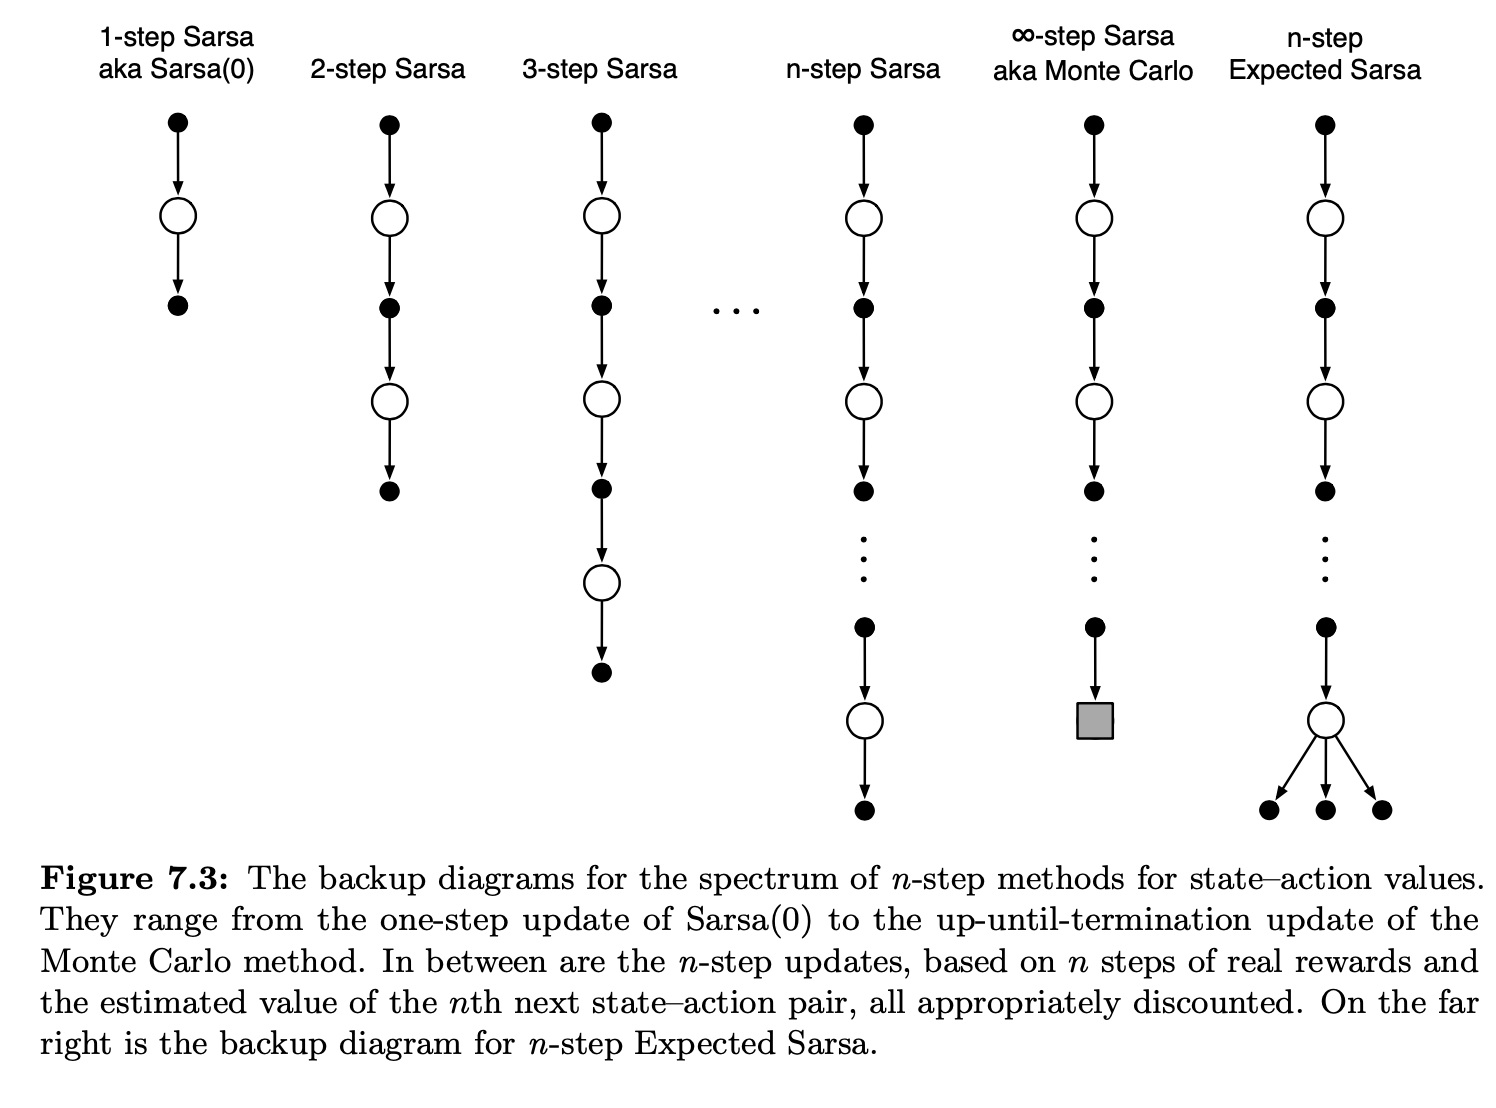 1-step Sarsa
aka Sarsa(0)
2-step Sarsa
3-step Sarsa
n-step Sarsa
∞-step Sarsa
aka Monte Carlo
n-step
Expected Sarsa
Figure 7.3: The backup diagrams for the spectrum of n-step methods for state–action values.
They range from the one-step update of Sarsa(0) to the up-until-termination update of the
Monte Carlo method. In between are the n-step updates, based on n steps of real rewards and
the estimated value of the nth next state–action pair, all appropriately discounted. On the far
right is the backup diagram for n-step Expected Sarsa.